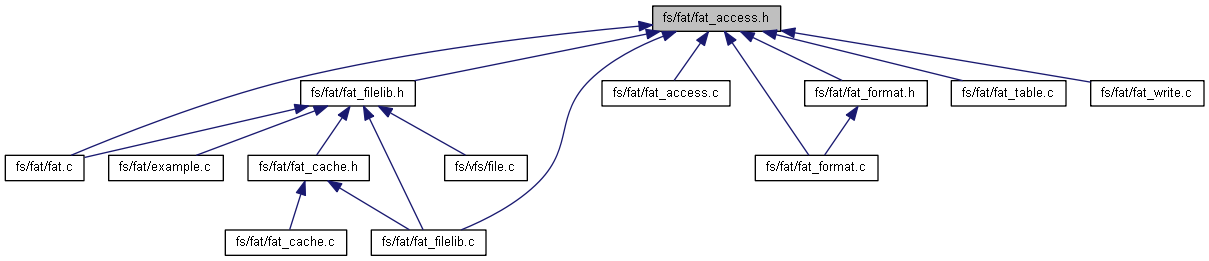 fs/fat/fat_access.h
fs/fat/fat_filelib.h
fs/fat/fat_access.c
fs/fat/fat_format.h
fs/fat/fat_table.c
fs/fat/fat_write.c
fs/fat/fat.c
fs/fat/example.c
fs/fat/fat_cache.h
fs/vfs/file.c
fs/fat/fat_format.c
fs/fat/fat_cache.c
fs/fat/fat_filelib.c